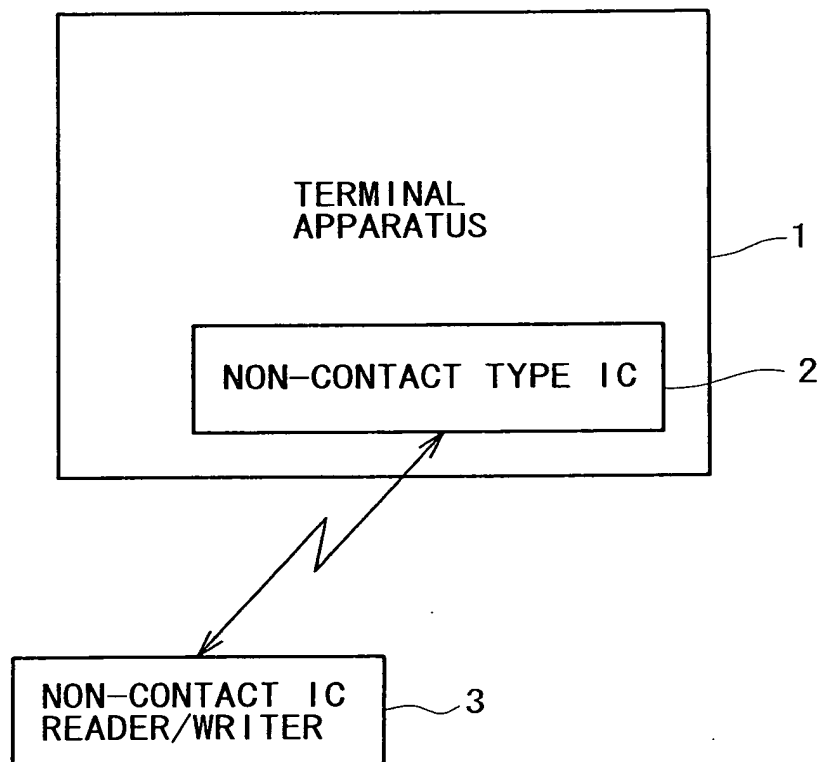 TERMINAL
APPARATUS
1
NON-CONTACT TYPE IC
2
NON-CONTACT IC
READER/WRITER
3